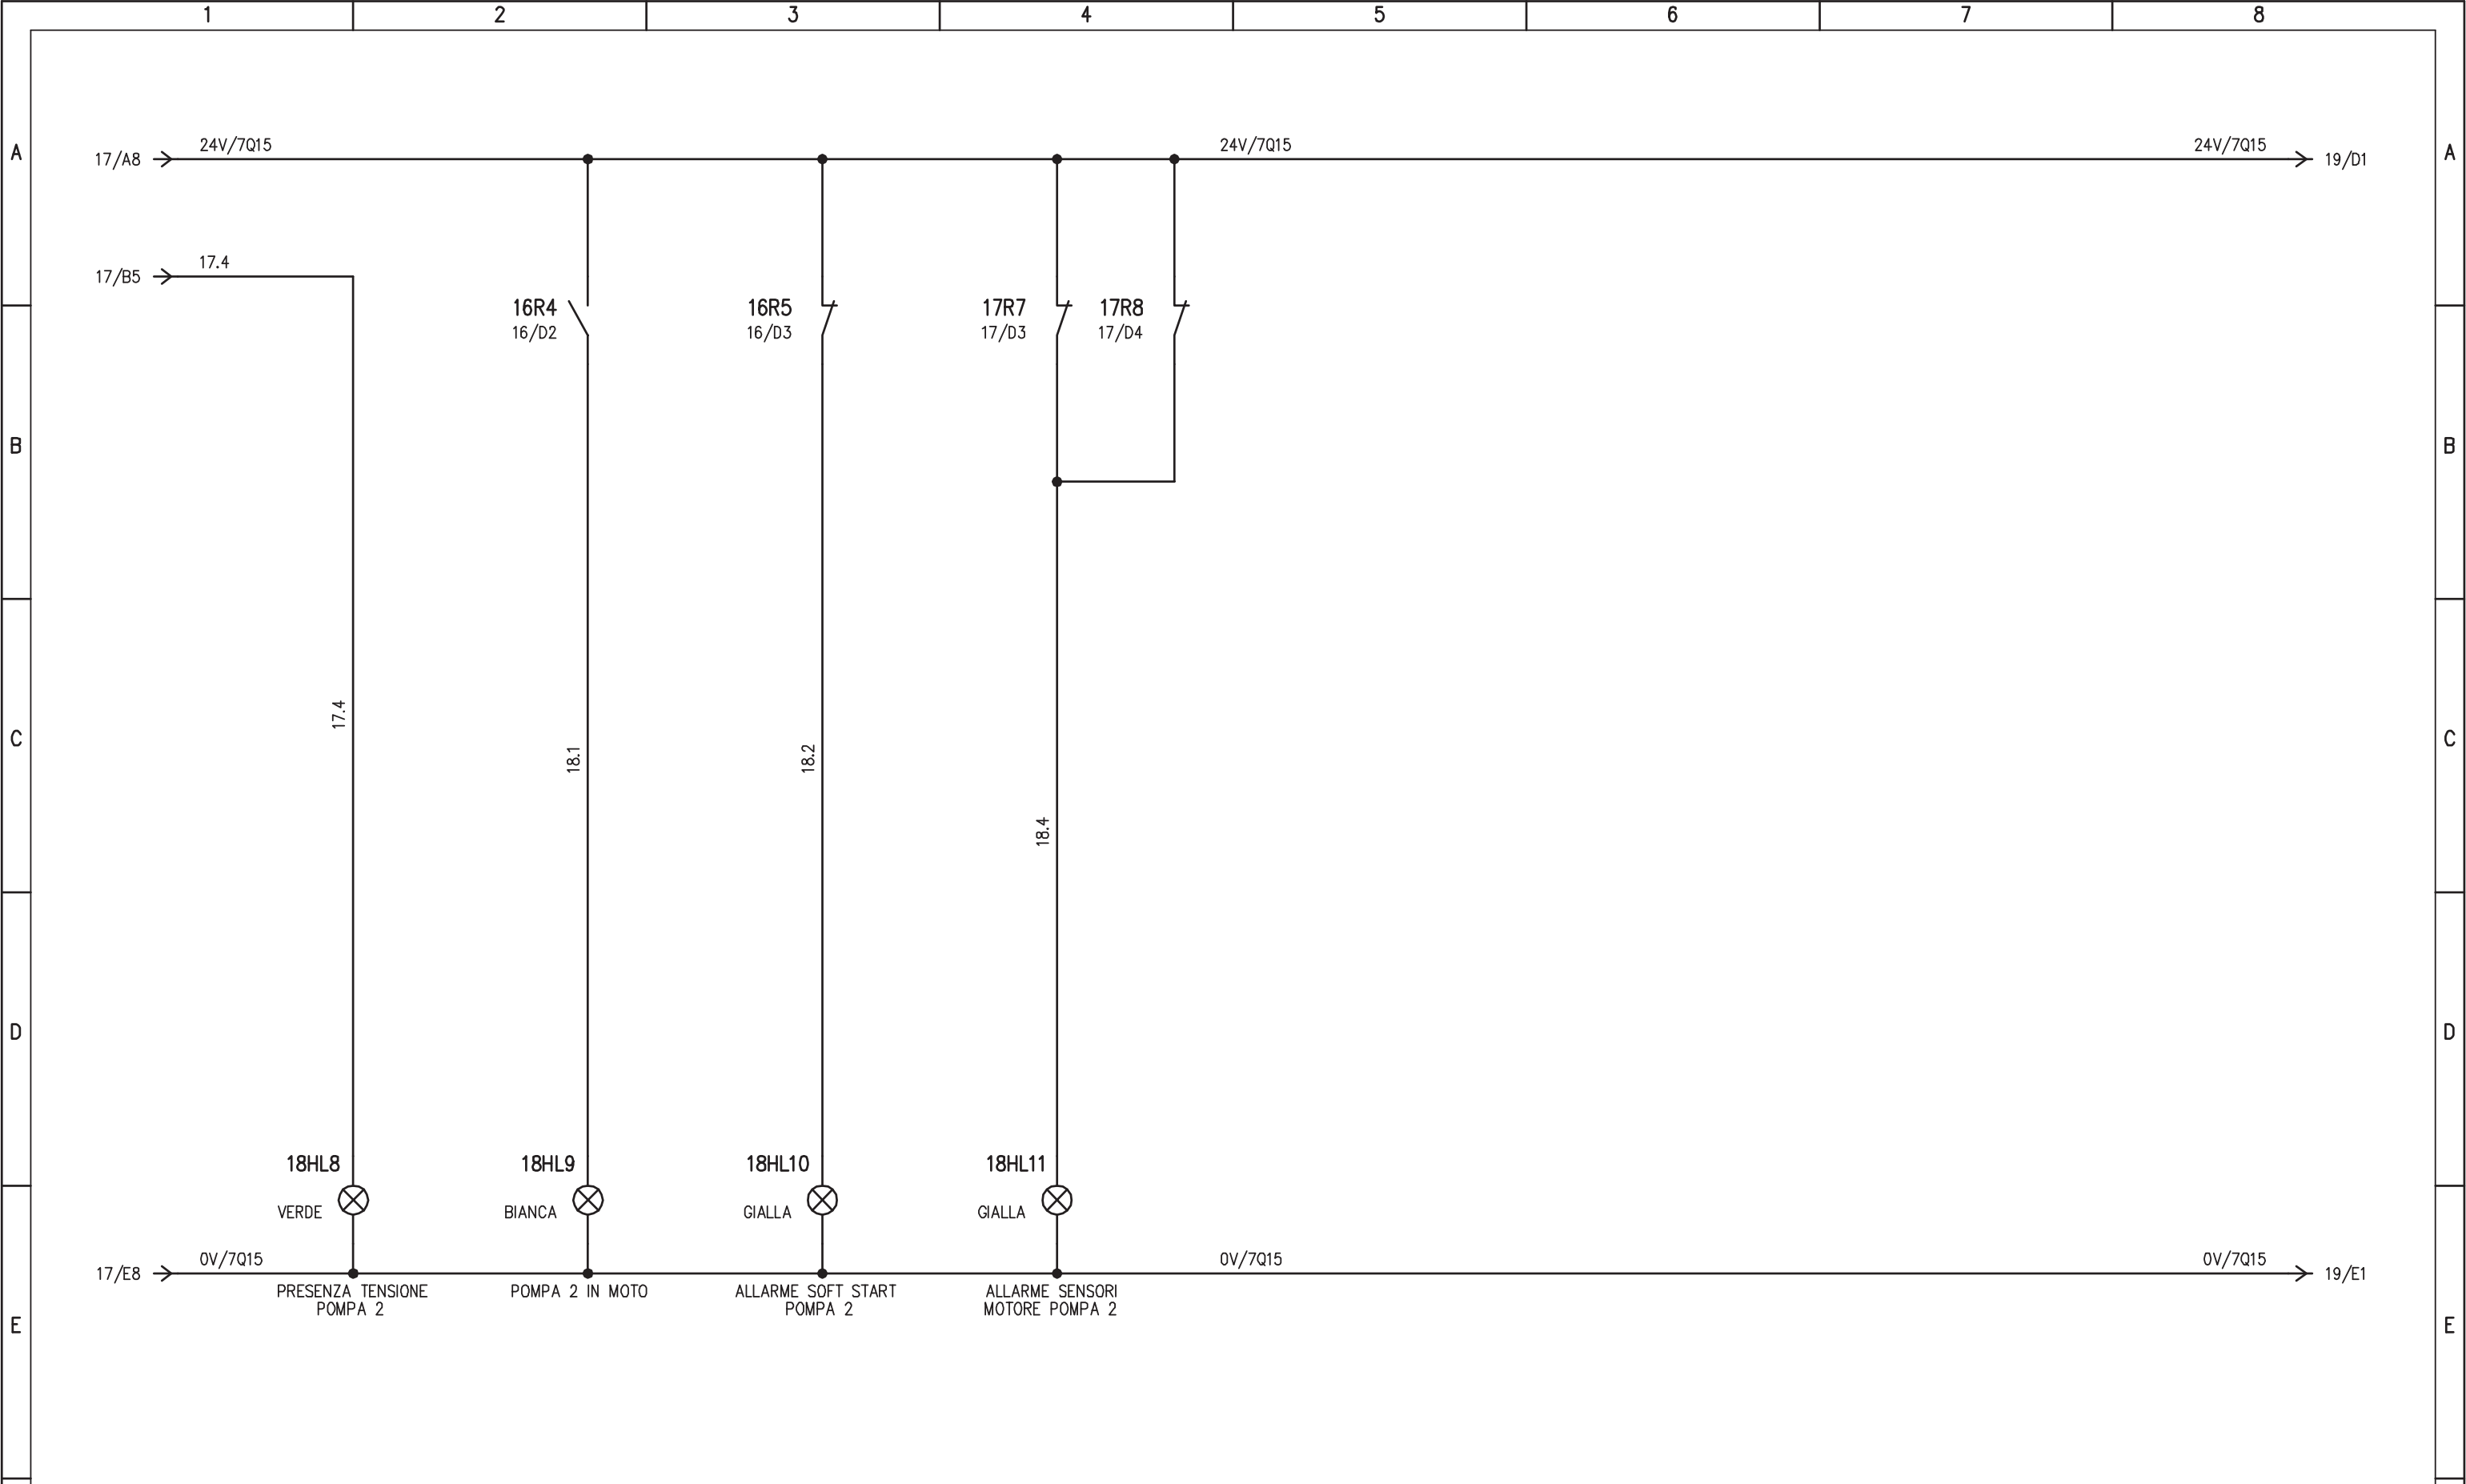 1 2 3 4 5 6 7 8
A A
17/A8 24V/7Q15 24V/7Q15 24V/7Q15 19/D1
17/B5 17.4
16R4 16R5 17R7 17R8
16/D2 16/D3 17/D3 17/D4
B B
17.4 18.1 18.2 18.4
C C
D D
18HL8 18HL9 18HL10 18HL11
VERDE BIANCA GIALLA GIALLA
17/E8 0V/7Q15 0V/7Q15 0V/7Q15 19/E1
PRESENZA TENSIONE
POMPA 2
POMPA 2 IN MOTO
ALLARME SOFT START
POMPA 2
ALLARME SENSORI
MOTORE POMPA 2
E E